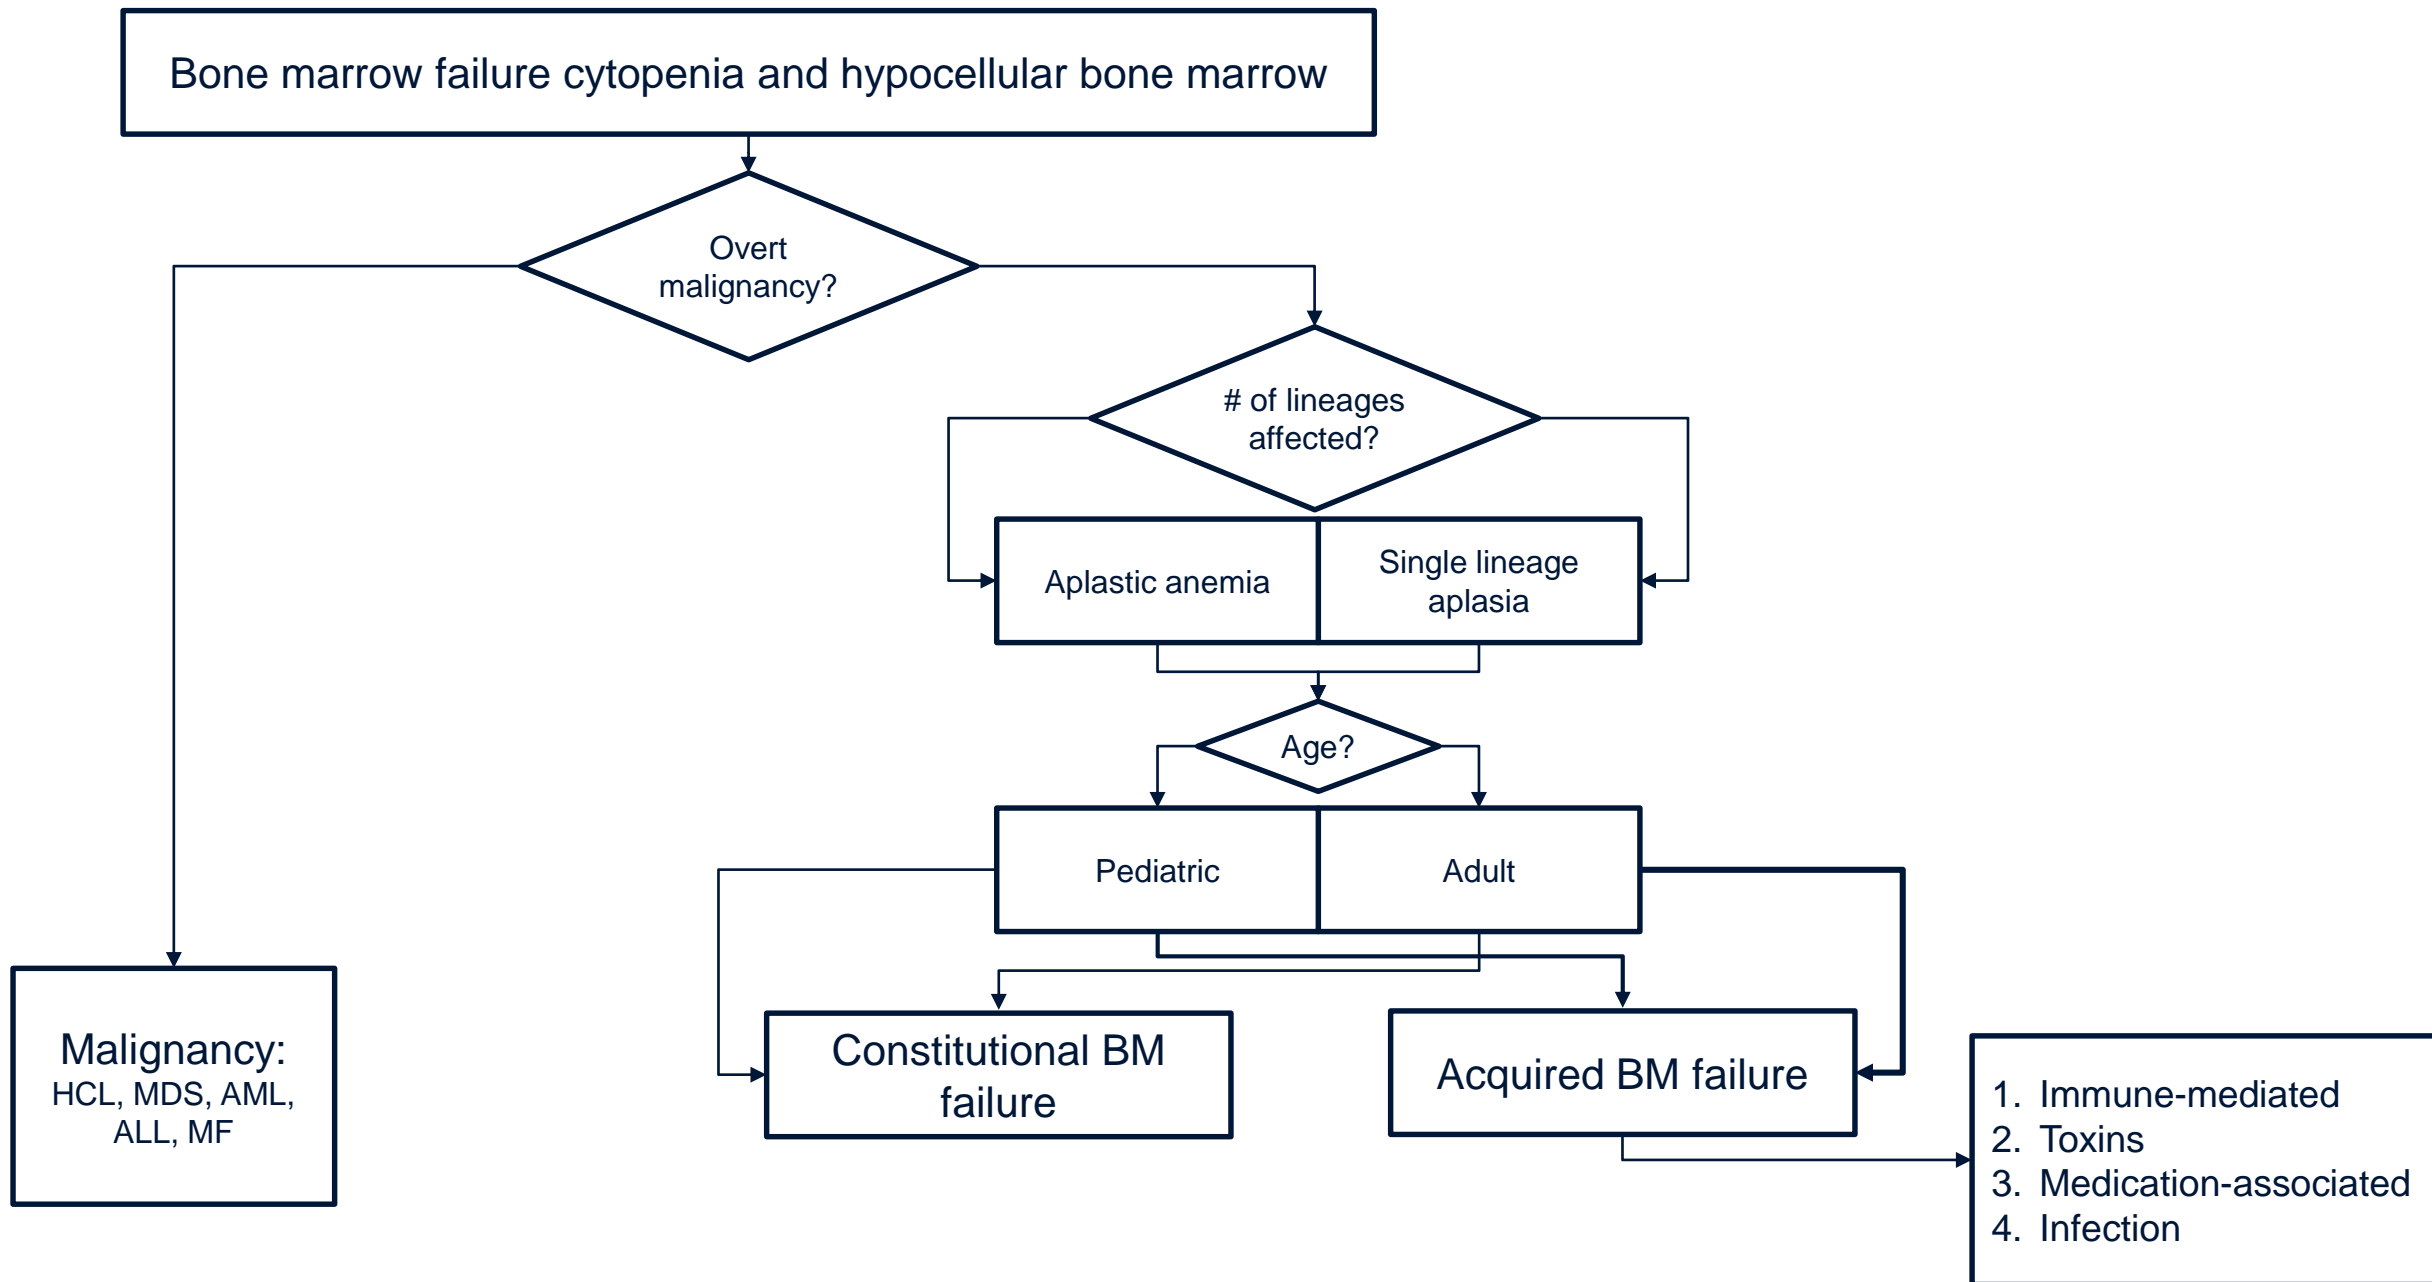 Bone marrow failure cytopenia and hypocellular bone marrow
Overt
malignancy?
# of lineages
affected?
Aplastic anemia
Single lineage
aplasia
Age?
Pediatric
Adult
Malignancy:
HCL, MDS, AML,
ALL, MF
Constitutional BM
failure
Acquired BM failure
1. Immune-mediated
2. Toxins
3. Medication-associated
4. Infection